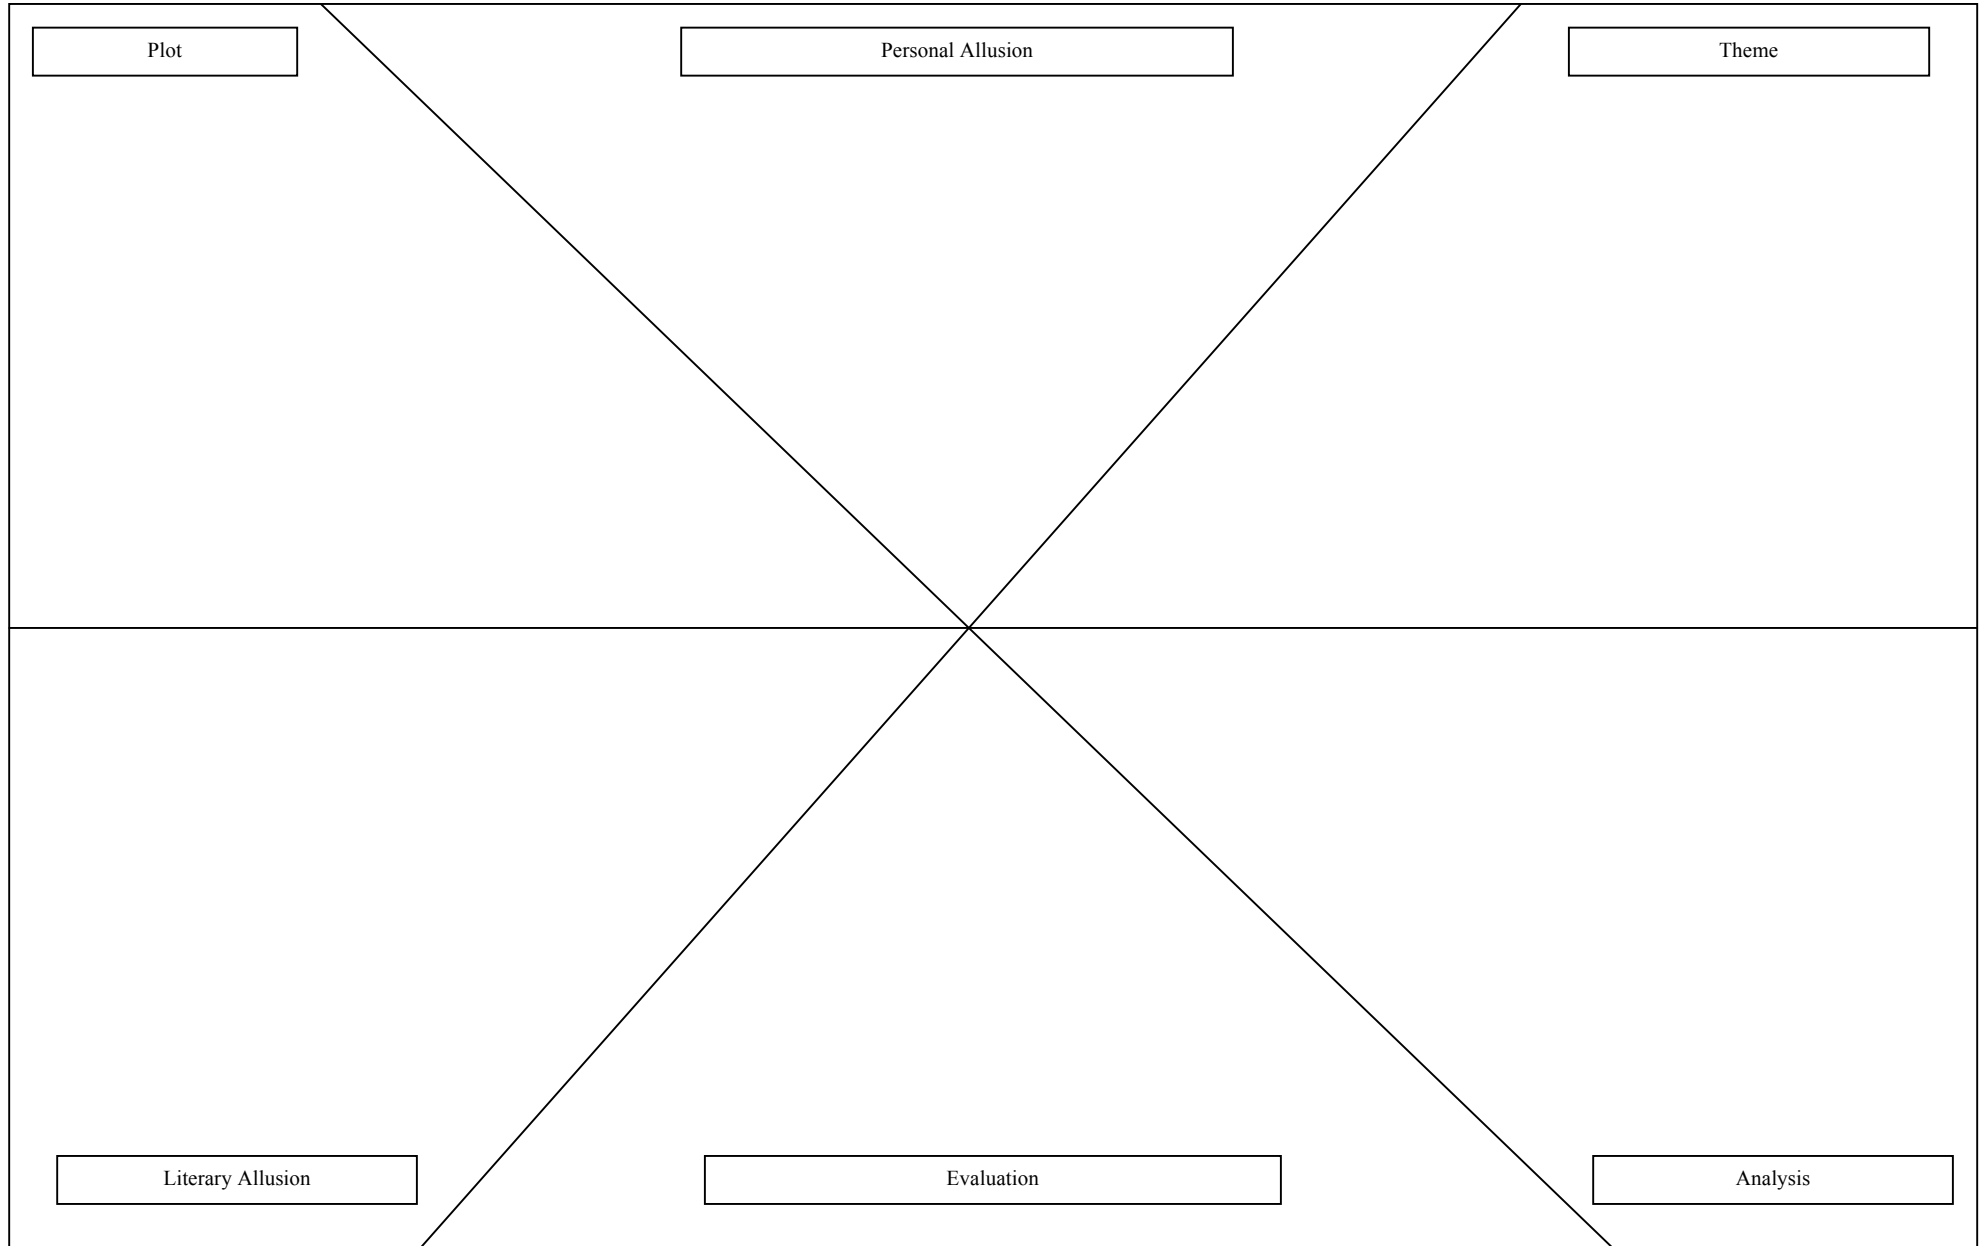 Plot
Personal Allusion
Theme
Literary Allusion
Evaluation
Analysis